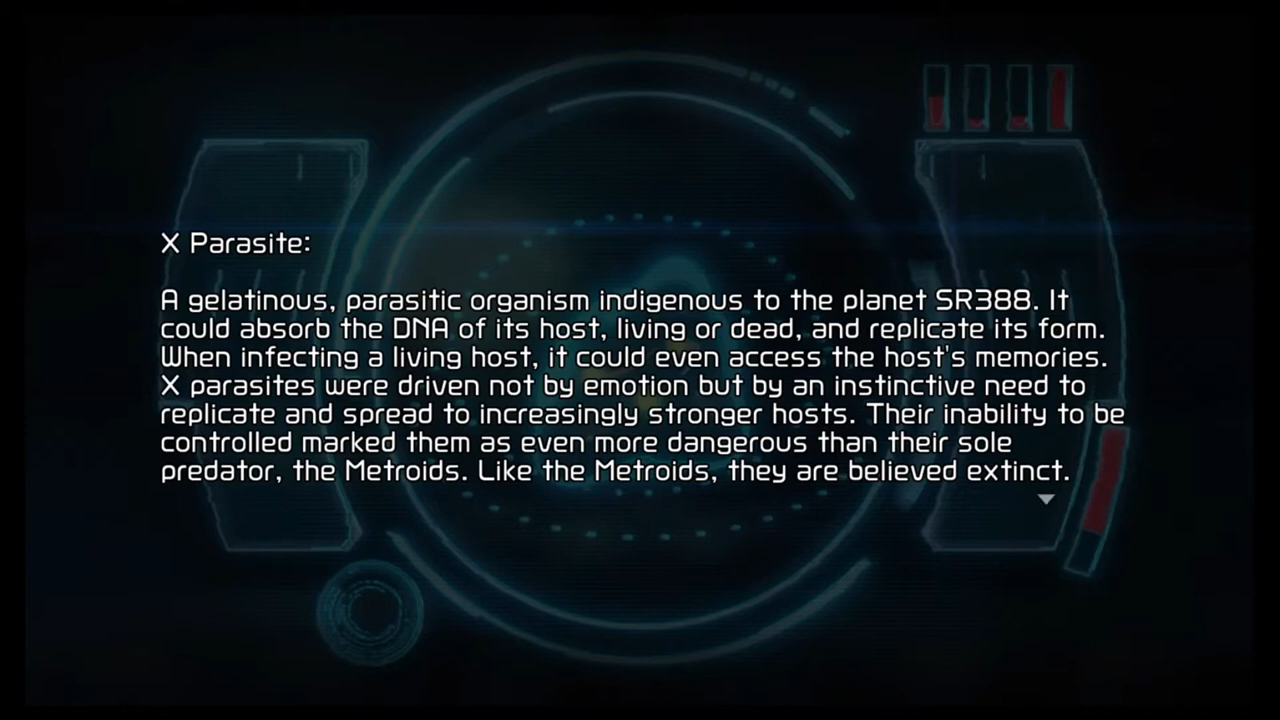 X Parasite:
A gelatinous, parasitic organism indigenous to the planet SR388. It
could absorb the DNA of its host, living or dead, and replicate its form.
When infecting a living host, it could even access the host's memories.
X parasites were driven not by emotion but by an instinctive need to
replicate and spread to increasingly stronger hosts. Their inability to be
controlled marked them as even more dangerous than their sole
predator, the Metroids. Like the Metroids, they are believed extinct.